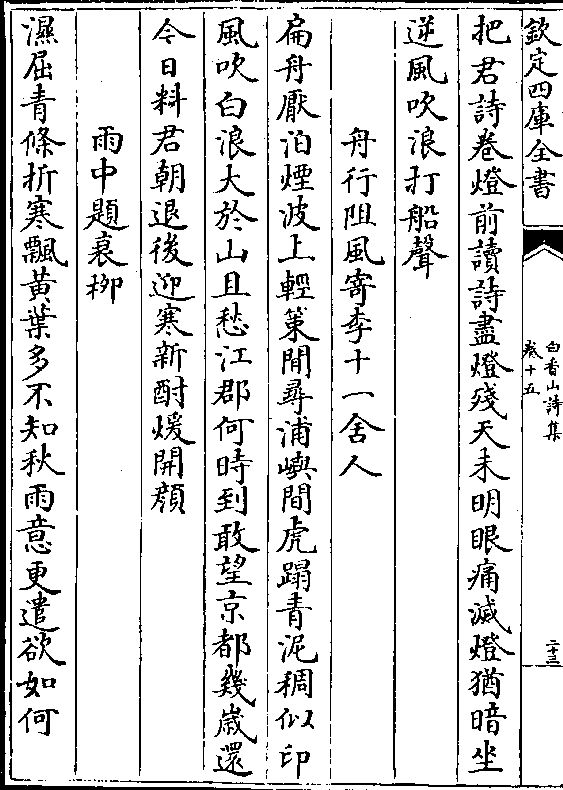 欽定四庫全書
白香山詩集
卷十五
二十三
把君詩卷燈前讀詩盡燈殘天未明眼痛滅燈猶暗坐
逆風吹浪打船聲
舟行阻風寄李十一舍人
扁舟厭泊煙波上輕策閒尋浦嶼間虎蹋青泥稠似印
風吹白浪大於山且愁江郡何時到敢望京都幾歲還
今日料君朝退後迎寒新酎煖開顔
雨中題衰柳
濕屈青條折寒飄黃葉多不知秋雨意更遣欲如何